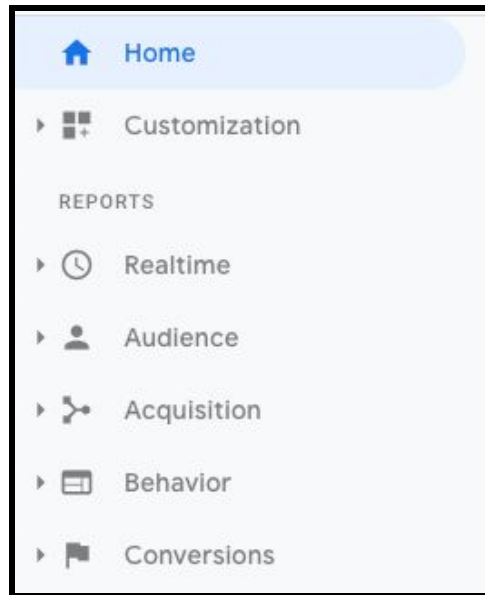 Home
Customization
REPORTS
Realtime
Audience
Acquisition
Behavior
Conversions